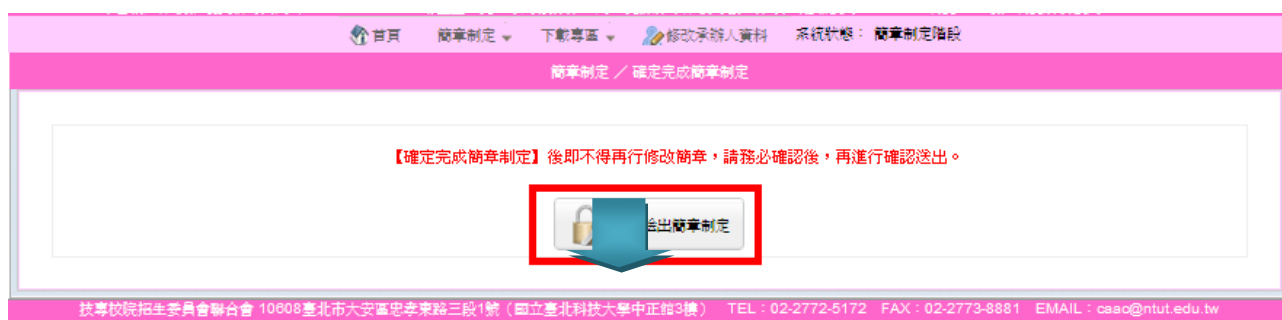 首頁 簡章制定 下載專區 修改承辦人資料 系統狀態： 簡章制定階段
簡章制定 ／ 確定完成簡章制定
【確定完成簡章制定】後即不得再行修改簡章，請務必確認後，再進行確認送出。
送出簡章制定
技專校院招生委員會聯合會 10608臺北市大安區忠孝東路三段1號（國立臺北科技大學中正館3樓） TEL：02-2772-5172 FAX：02-2773-8881 EMAIL：caac@ntut.edu.tw